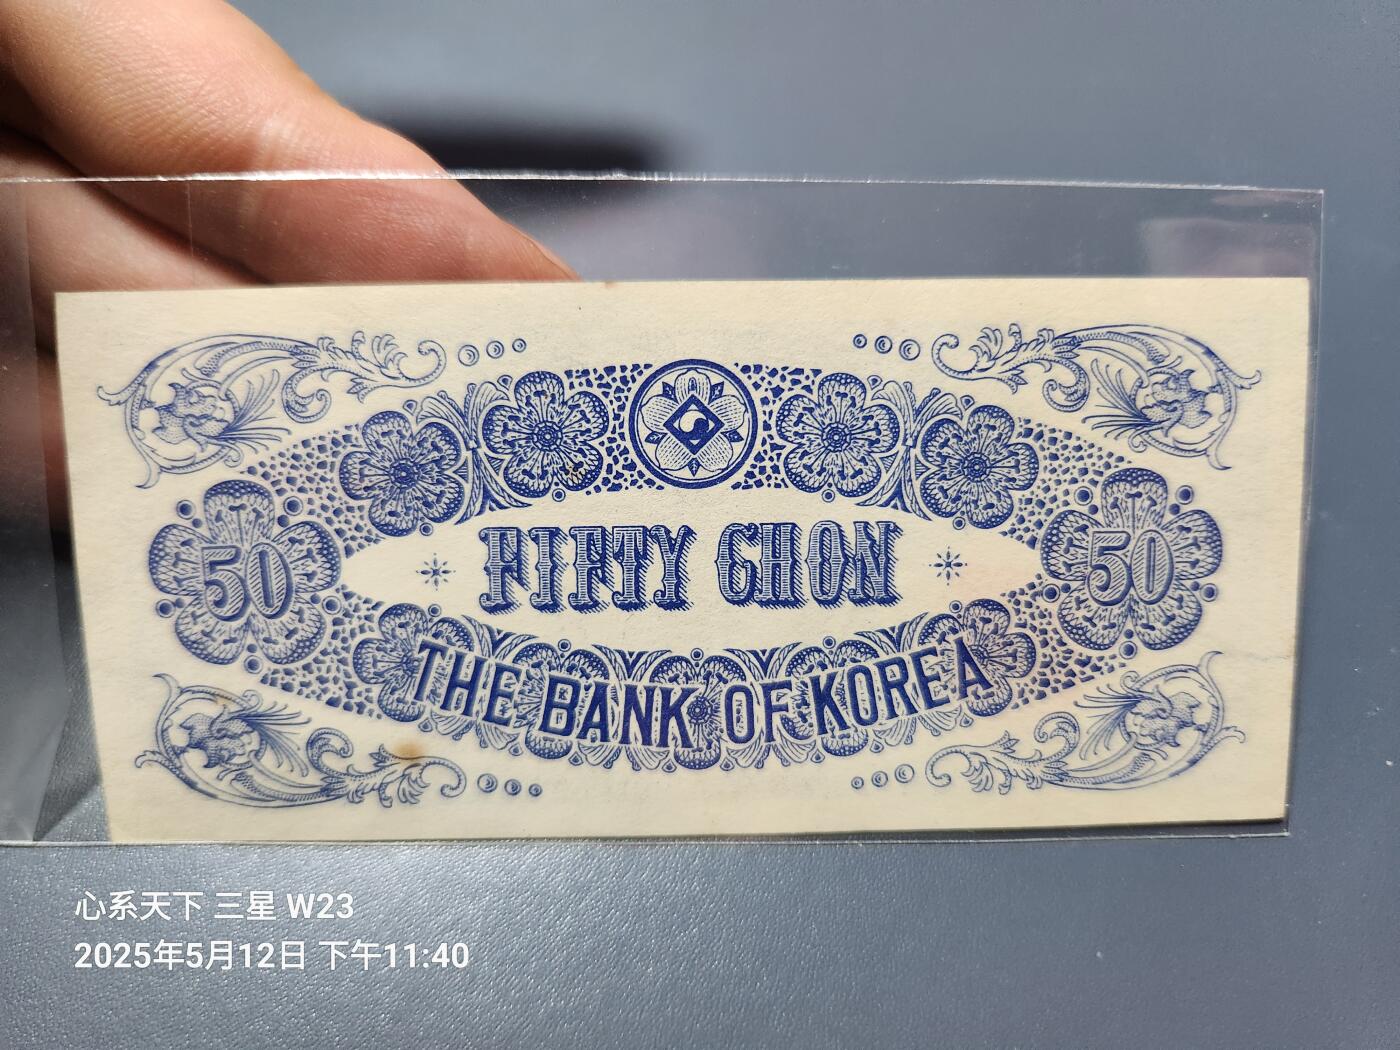 FIFTY CHON
50
50
THE BANK OF KOREA
心系天下 三星 W23
2025年5月12日 下午11:40